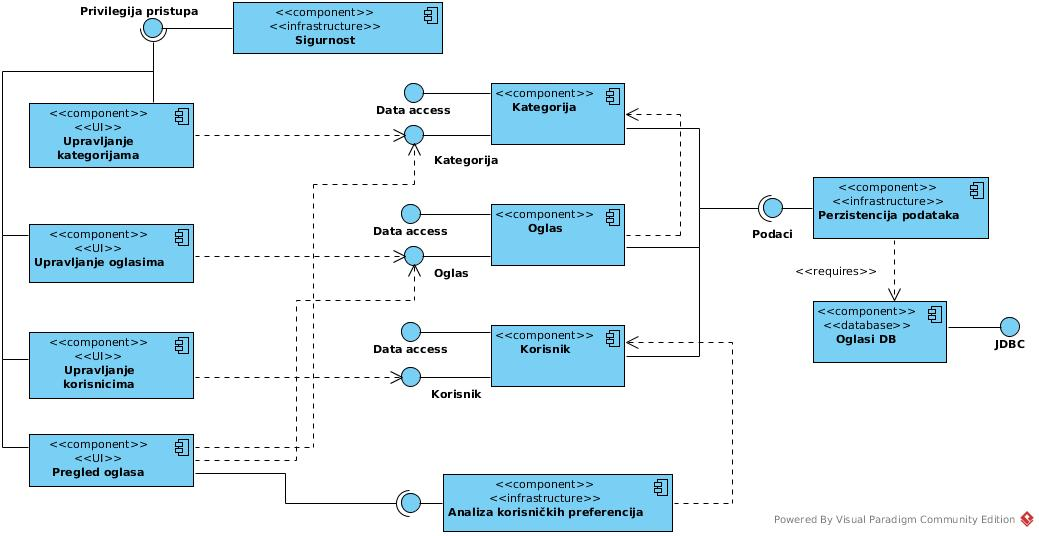 Privilegija pristupa
<<component>>
<<infrastructure>>
Sigurnost
<<component>>
<<UI>>
Upravljanje
kategorijama
Data access
<<component>>
Kategorija
Kategorija
<<component>>
<<infrastructure>>
Perzistencija podataka
Podaci
<<component>>
<<UI>>
Upravljanje oglasima
Data access
<<component>>
Oglas
Oglas
<<requires>>
<<component>>
<<database>>
Oglasi DB
JDBC
<<component>>
<<UI>>
Upravljanje
korisnicima
Data access
<<component>>
Korisnik
Korisnik
<<component>>
<<UI>>
Pregled oglasa
<<component>>
<<infrastructure>>
Analiza korisničkih preferencija
Powered By Visual Paradigm Community Edition